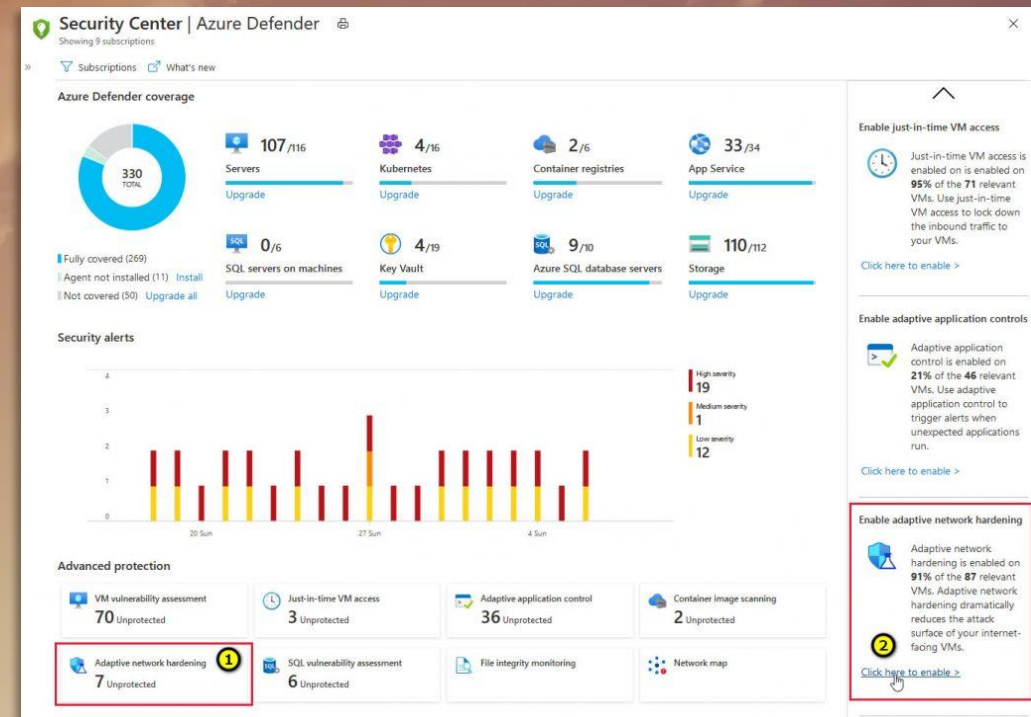 Security Center | Azure Defender
Showing 9 subscriptions
» Subscriptions What's new
Azure Defender coverage
330
TOTAL
Fully covered (269)
Agent not installed (11) Install
Not covered (50) Upgrade all
107/116
Servers
Upgrade
4/16
Kubernetes
Upgrade
2/6
Container registries
Upgrade
33/34
App Service
Upgrade
SQL
0/6
SQL servers on machines
Upgrade
4/19
Key Vault
Upgrade
SQL
9/10
Azure SQL database servers
Upgrade
110/112
Storage
Upgrade
Security alerts
4
3
2
1
0
20 Sun
27 Sun
4 Sun
High severity
19
Medium severity
1
Low severity
12
Advanced protection
VM vulnerability assessment
70 Unprotected
Just-in-time VM access
3 Unprotected
Adaptive application control
36 Unprotected
Container image scanning
2 Unprotected
Adaptive network hardening
7 Unprotected
1
SQL
SQL vulnerability assessment
6 Unprotected
File integrity monitoring
Network map
Enable just-in-time VM access
Just-in-time VM access is
enabled on is enabled on
95% of the 71 relevant
VMs. Use just-in-time
VM access to lock down
the inbound traffic to
your VMs.
Click here to enable >
Enable adaptive application controls
Adaptive application
control is enabled on
21% of the 46 relevant
VMs. Use adaptive
application control to
trigger alerts when
unexpected applications
run.
Click here to enable >
Enable adaptive network hardening
Adaptive network
hardening is enabled on
91% of the 87 relevant
VMs. Adaptive network
hardening dramatically
reduces the attack
surface of your internet-
facing VMs.
2
Click here to enable >